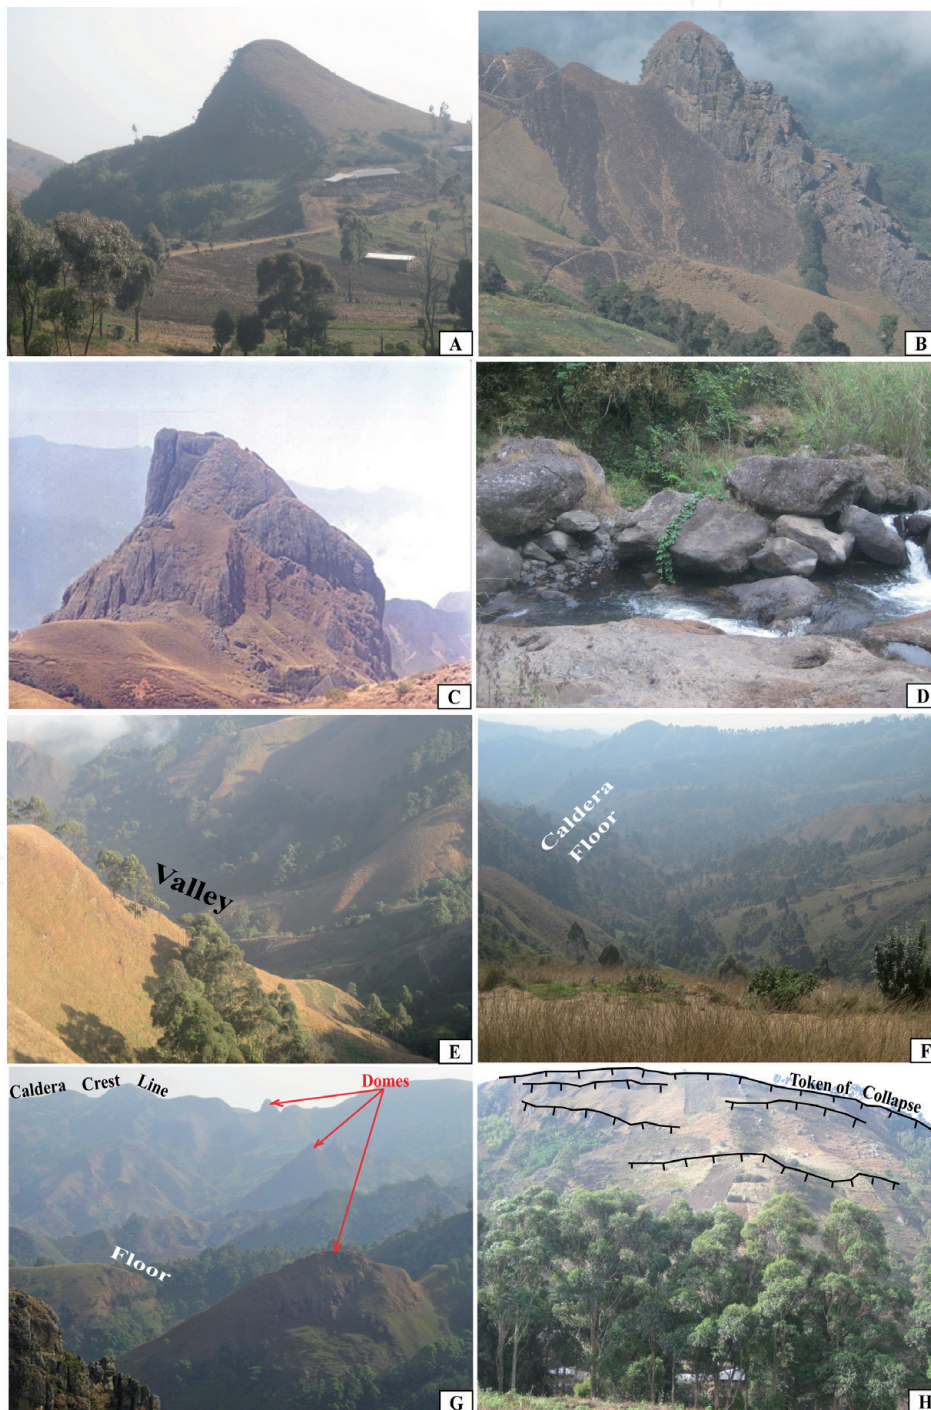 A
B
C
D
Valley
E
Caldera
Floor
F
Caldera Crest Line
Domes
Floor
G
Token of Collapse
H